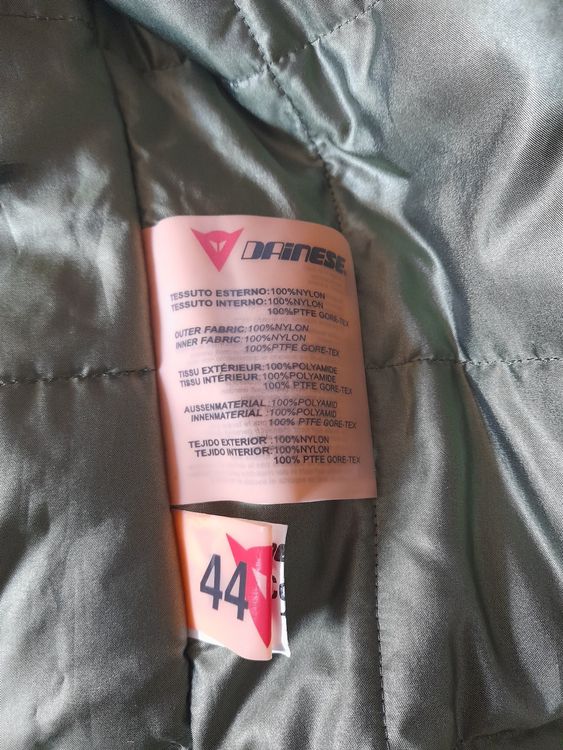 DAINESE
TESSUTO ESTERNO:100%NYLON
TESSUTO INTERNO:100%NYLON
100%PTFE GORE-TEX
OUTER FABRIC:100%NYLON
INNER FABRIC:100%NYLON
100%PTFE GORE-TEX
TISSU EXTÉRIEUR:100%POLYAMIDE
TISSU INTÉRIEUR:100%POLYAMIDE
100% PTFE GORE-TEX
AUSSENMATERIAL :100%POLYAMID
INNENMATERIAL :100%POLYAMID
100% PTFE GORE-TEX
TEJIDO EXTERIOR :100%NYLON
TEJIDO INTERIOR:100%NYLON
100% PTFE GORE-TEX
44